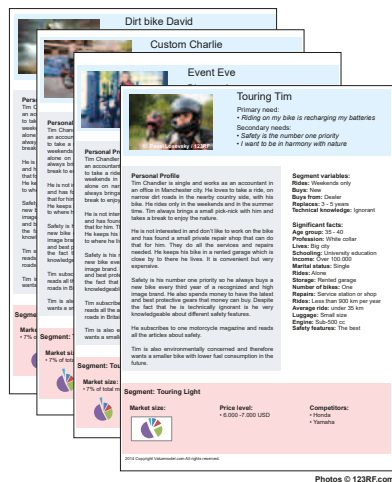 Dirt bike David
Custom Charlie
Event Eve
Touring Tim
Primary need:
• Riding on my bike is recharging my batteries
Secondary needs:
• Safety is the number one priority
• I want to be in harmony with nature
© Pavel Losevsky / 123RF
Personal Profile
Tim Chandler is single and works as an accountant in
an office in Manchester city. He loves to take a ride, on
narrow dirt roads in the nearby county side, with his
bike. He rides only in the weekends and in the summer
time. Tim always brings a small pick-nick with him and
takes a break to enjoy the nature.
He is not interested in and don't like to work on the bike
and has found a small private repair shop that can do
that for him. They do all the services and repairs
needed. He keeps his bike in a rented garage which is
close by to there he lives. It is convenient but very
expensive.
Safety is his number one priority so he always buys a
new bike every third year of a recognized and high
image brand. He also spends money to have the latest
and best protective gears that money can buy. Despite
the fact that he is technically ignorant is he very
knowledgeable about different safety features.
He subscribes to one motorcycle magazine and reads
all the articles about safety.
Tim is also environmentally concerned and therefore
wants a smaller bike with lower fuel consumption in the
future.
Segment variables:
Rides: Weekends only
Buys: New
Buys from: Dealer
Replaces: 3 - 5 years
Technical knowledge: Ignorant
Significant facts:
Age group: 35 - 45
Profession: White collar
Lives: Big city
Schooling: University education
Income: Over 100.000
Marital status: Single
Rides: Alone
Storage: Rented garage
Number of bikes: One
Repairs: Service station or shop
Rides: Less than 900 km per year
Average ride: under 35 km
Luggage: Small size
Engine: Sub-500 cc
Safety features: The best
Segment: Touring Light
Market size:
Price level:
• 6.000 -7.000 USD
Competitors:
• Honda
• Yamaha
2014 Copyright Valuemodel.com All rights reserved
Photos © 123RF.com